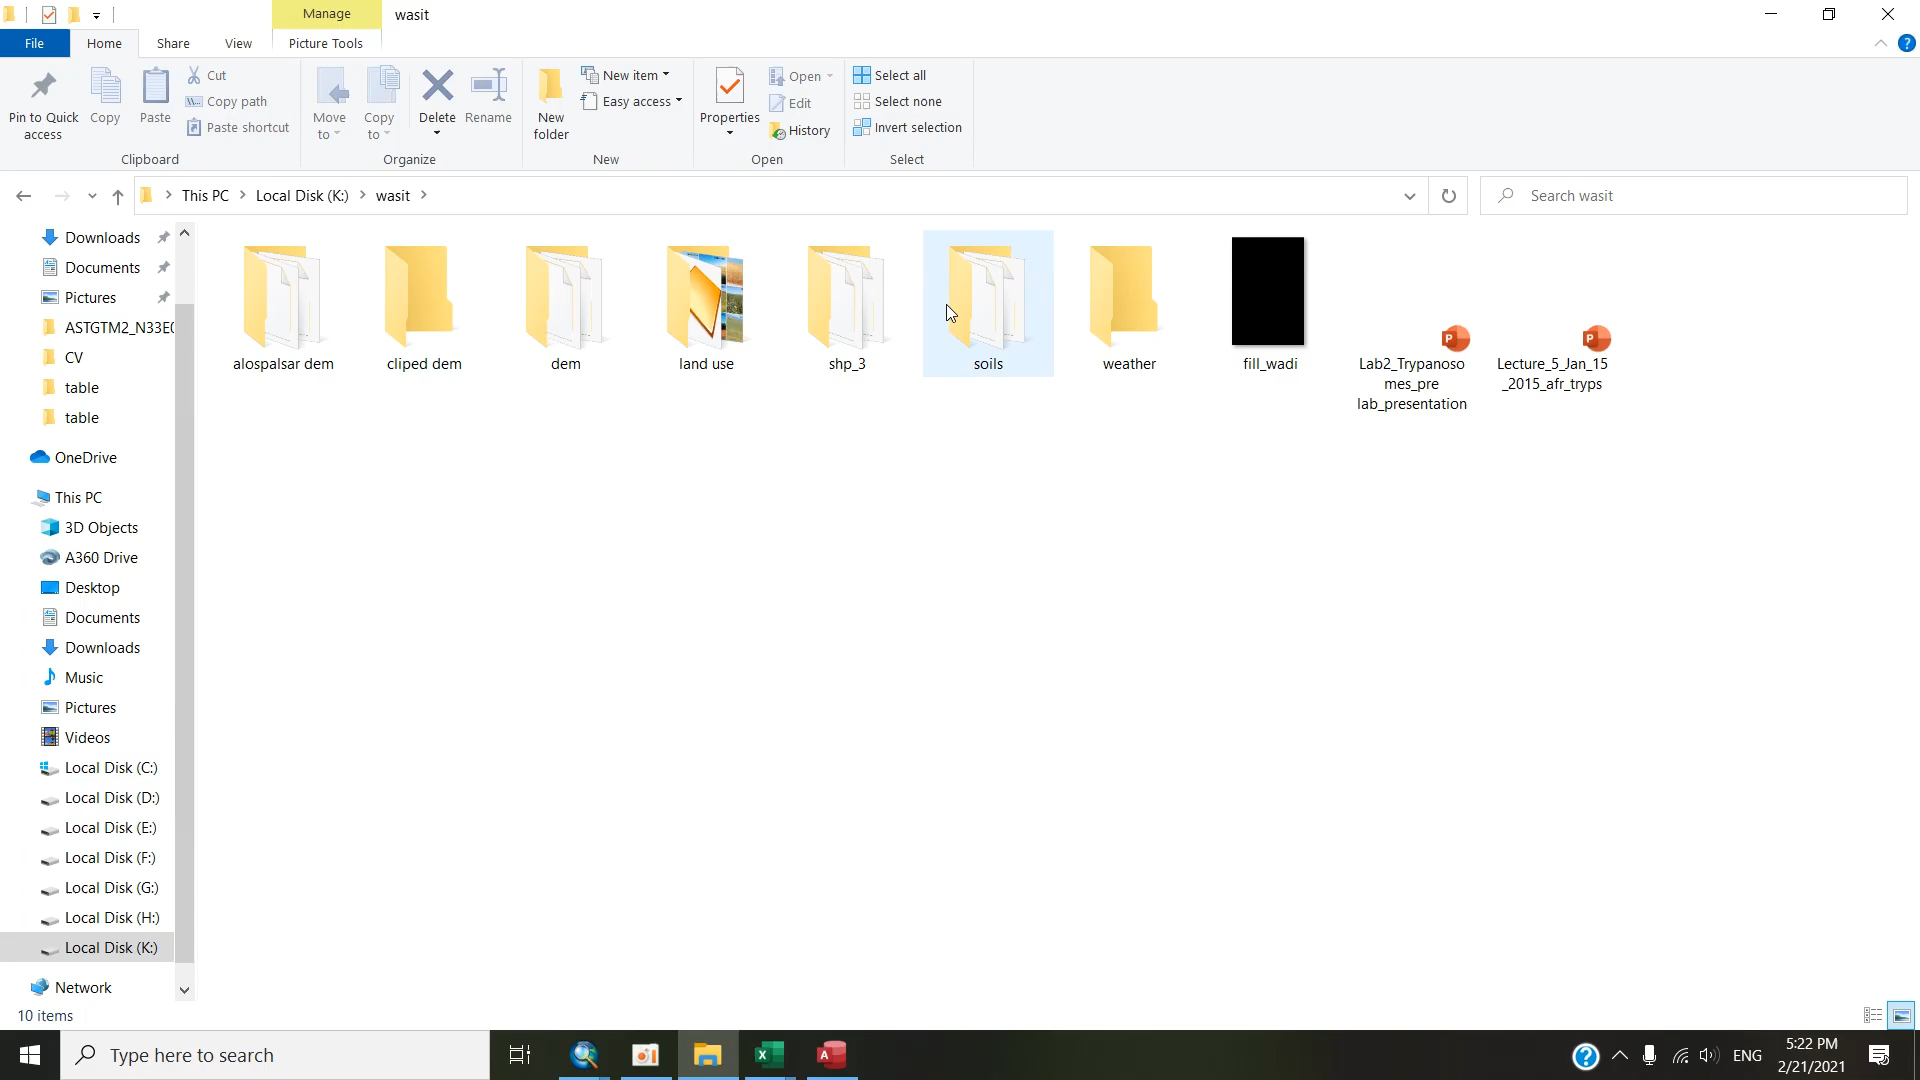 Manage
wasit
File
Home
Share
View
Picture Tools
Pin to Quick
access
Copy
Paste
Cut
Copy path
Paste shortcut
Clipboard
Move
to
Copy
to
Delete
Rename
Organize
New
folder
New item
Easy access
New
Properties
Open
Edit
History
Open
Select all
Select none
Invert selection
Select
This PC
Local Disk (K:)
wasit
Search wasit
Downloads
Documents
Pictures
ASTGTM2_N33E0
CV
table
table
OneDrive
This PC
3D Objects
A360 Drive
Desktop
Documents
Downloads
Music
Pictures
Videos
Local Disk (C:)
Local Disk (D:)
Local Disk (E:)
Local Disk (F:)
Local Disk (G:)
Local Disk (H:)
Local Disk (K:)
Network
alospalsar dem
cliped dem
dem
land use
shp_3
soils
weather
fill_wadi
Lab2_Trypanoso
mes_pre
lab_presentation
Lecture_5_Jan_15
_2015_afr_tryps
10 items
Type here to search
ENG
5:22 PM
2/21/2021